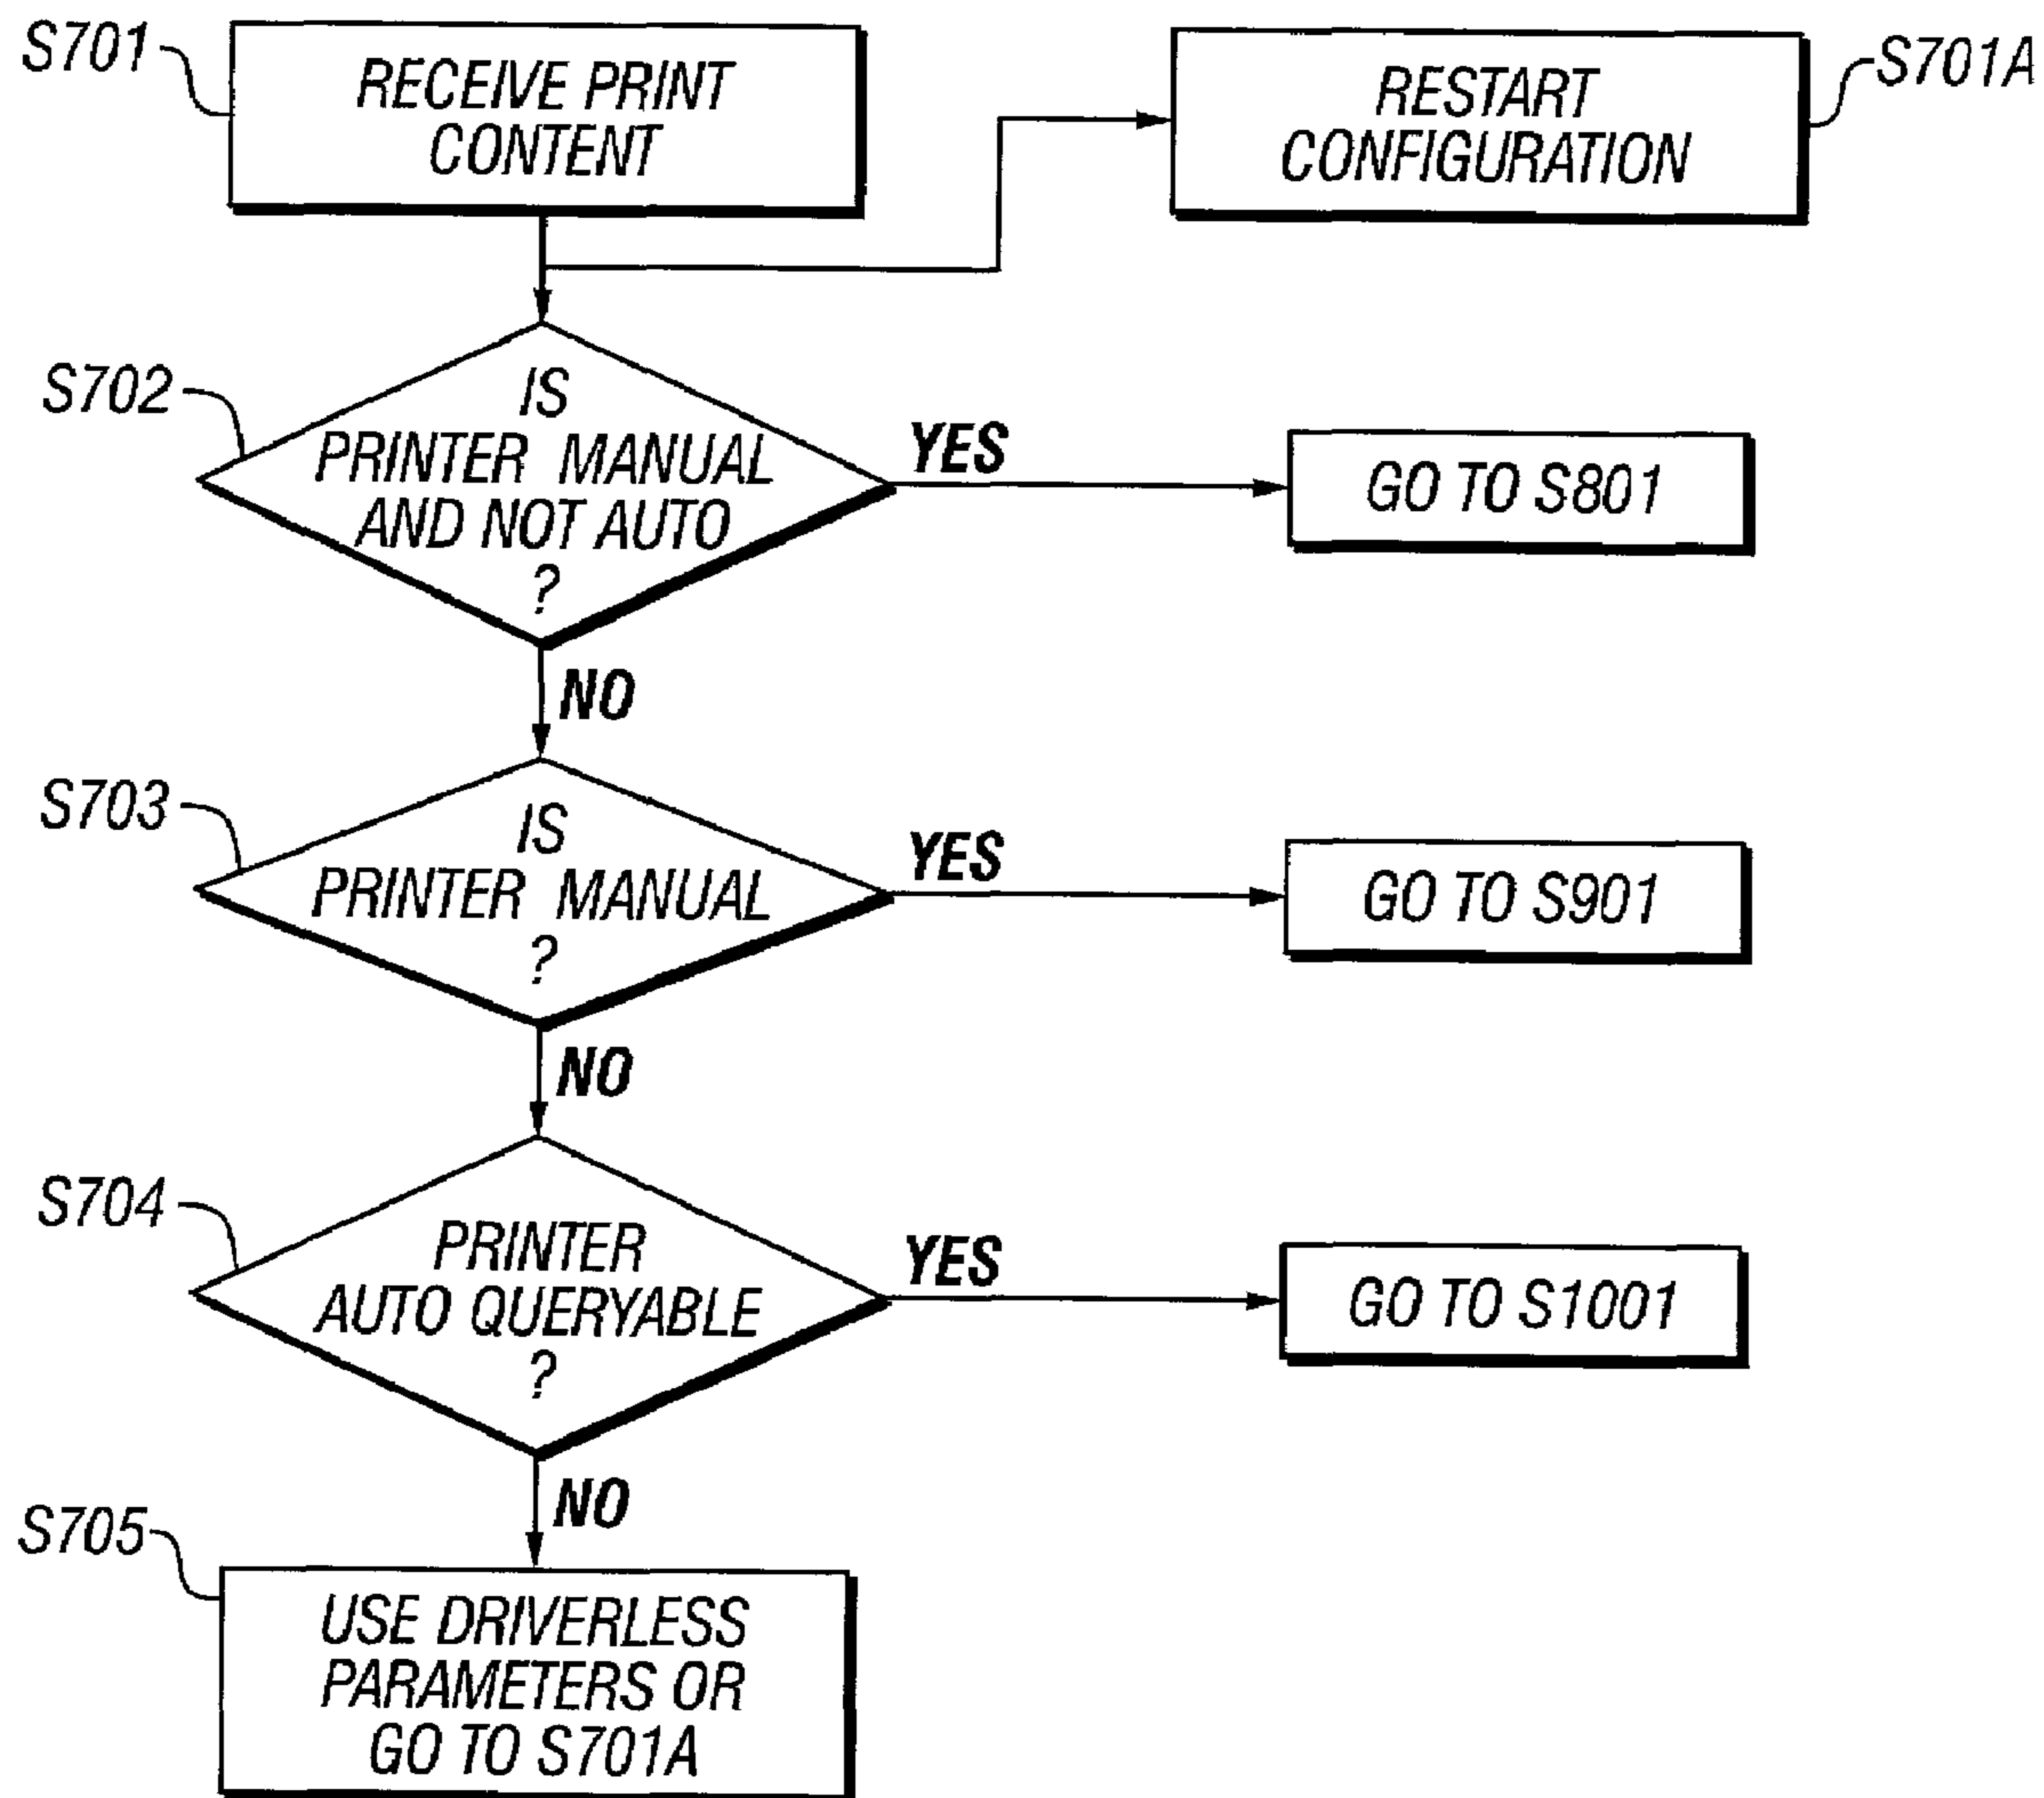 S701
RECEIVE PRINT
CONTENT
RESTART
CONFIGURATION
S701A
S702
IS
PRINTER MANUAL
AND NOT AUTO
?
YES
GO TO S801
NO
S703
IS
PRINTER MANUAL
?
YES
GO TO S901
NO
S704
PRINTER
AUTO QUERYABLE
?
YES
GO TO S1001
NO
S705
USE DRIVERLESS
PARAMETERS OR
GO TO S701A